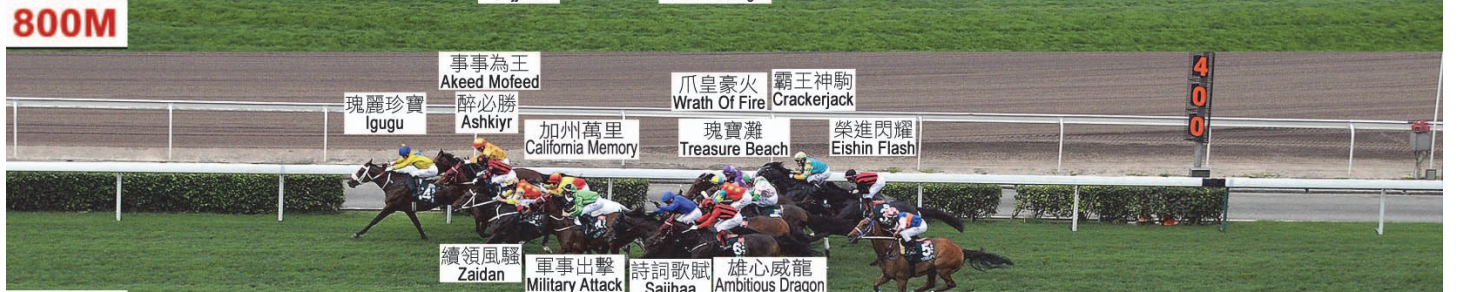 800M
事事為王
Akeed Mofeed
瑰麗珍寶
Igugu
醉必勝
Ashkiyr
加州萬里
California Memory
爪皇豪火
Wrath Of Fire
霸王神駒
Crackerjack
瑰寶灘
Treasure Beach
榮進閃耀
Eishin Flash
400
續領風騷
Zaidan
軍事出擊
Military Attack
詩詞歌賦
Sajjhaa
雄心威龍
Ambitious Dragon
6
5